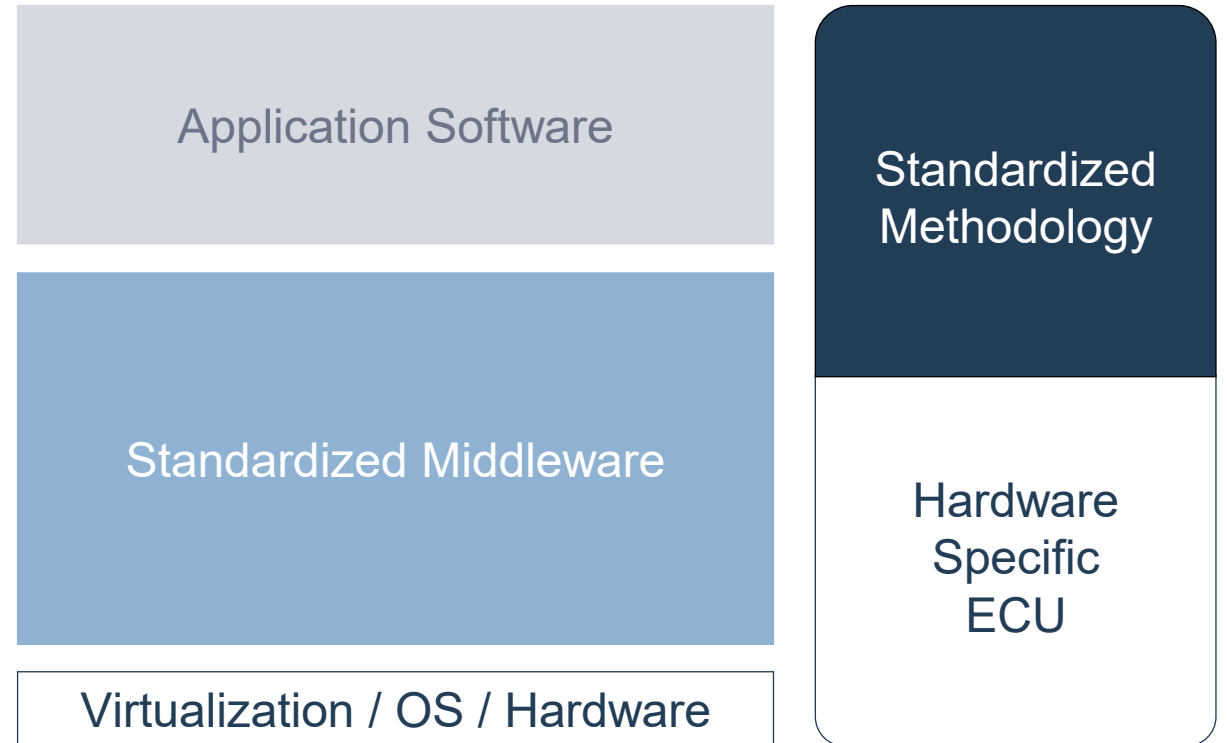 Application Software
Standardized Middleware
Virtualization / OS / Hardware
Standardized
Methodology
Hardware
Specific
ECU